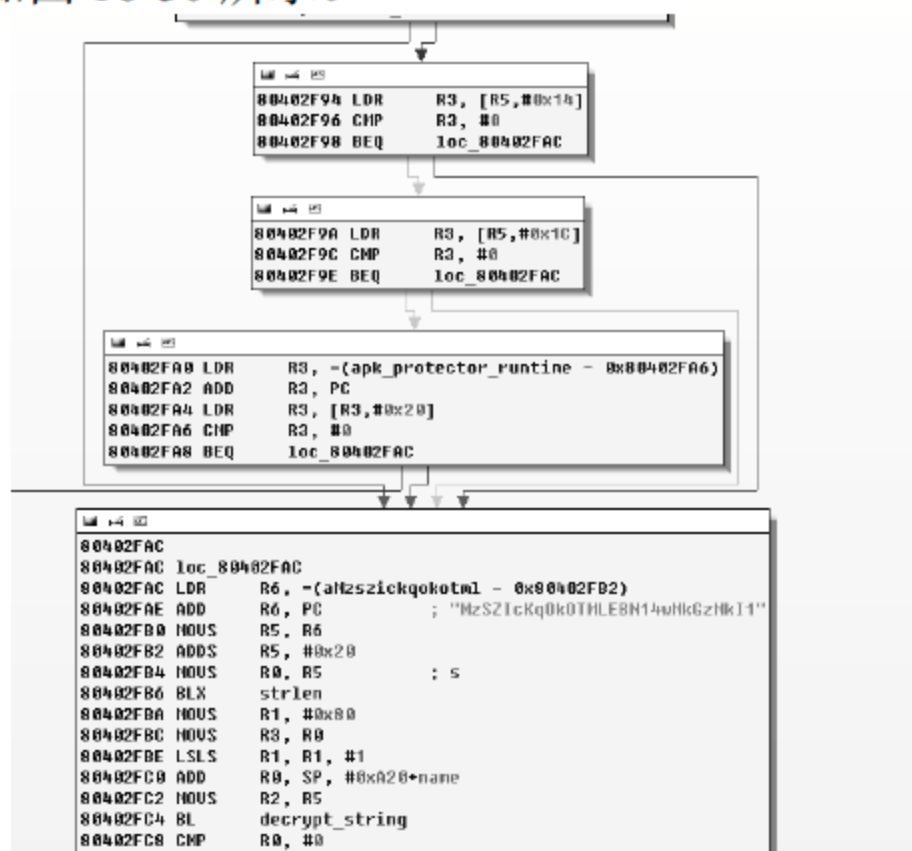 80402F94 LDR R3, [R5,#0x14]
80402F96 CMP R3, #0
80402F98 BEQ loc_80402FAC
80402F9A LDR R3, [R5,#0x1C]
80402F9C CMP R3, #0
80402F9E BEQ loc_80402FAC
80402FA0 LDR R3, =(apk_protector_runtine - 0x80402FA6)
80402FA2 ADD R3, PC
80402FA4 LDR R3, [R3,#0x20]
80402FA6 CMP R3, #0
80402FA8 BEQ loc_80402FAC
80402FAC
80402FAC loc_80402FAC
80402FAC LDR R6, =(aMzszickqokotml - 0x80402FB2)
80402FAE ADD R6, PC ;
80402FB0 MOVS R5, R6
80402FB2 ADDS R5, #0x20
80402FB4 MOVS R0, R5 ; s
80402FB6 BLX strlen
80402FBA MOVS R1, #0x80
80402FBC MOVS R3, R0
80402FBE LSLS R1, R1, #1
80402FC0 ADD R0, SP, #0xA20+name
80402FC2 MOVS R2, R5
80402FC4 BL decrypt_string
80402FC8 CMP R0, #0